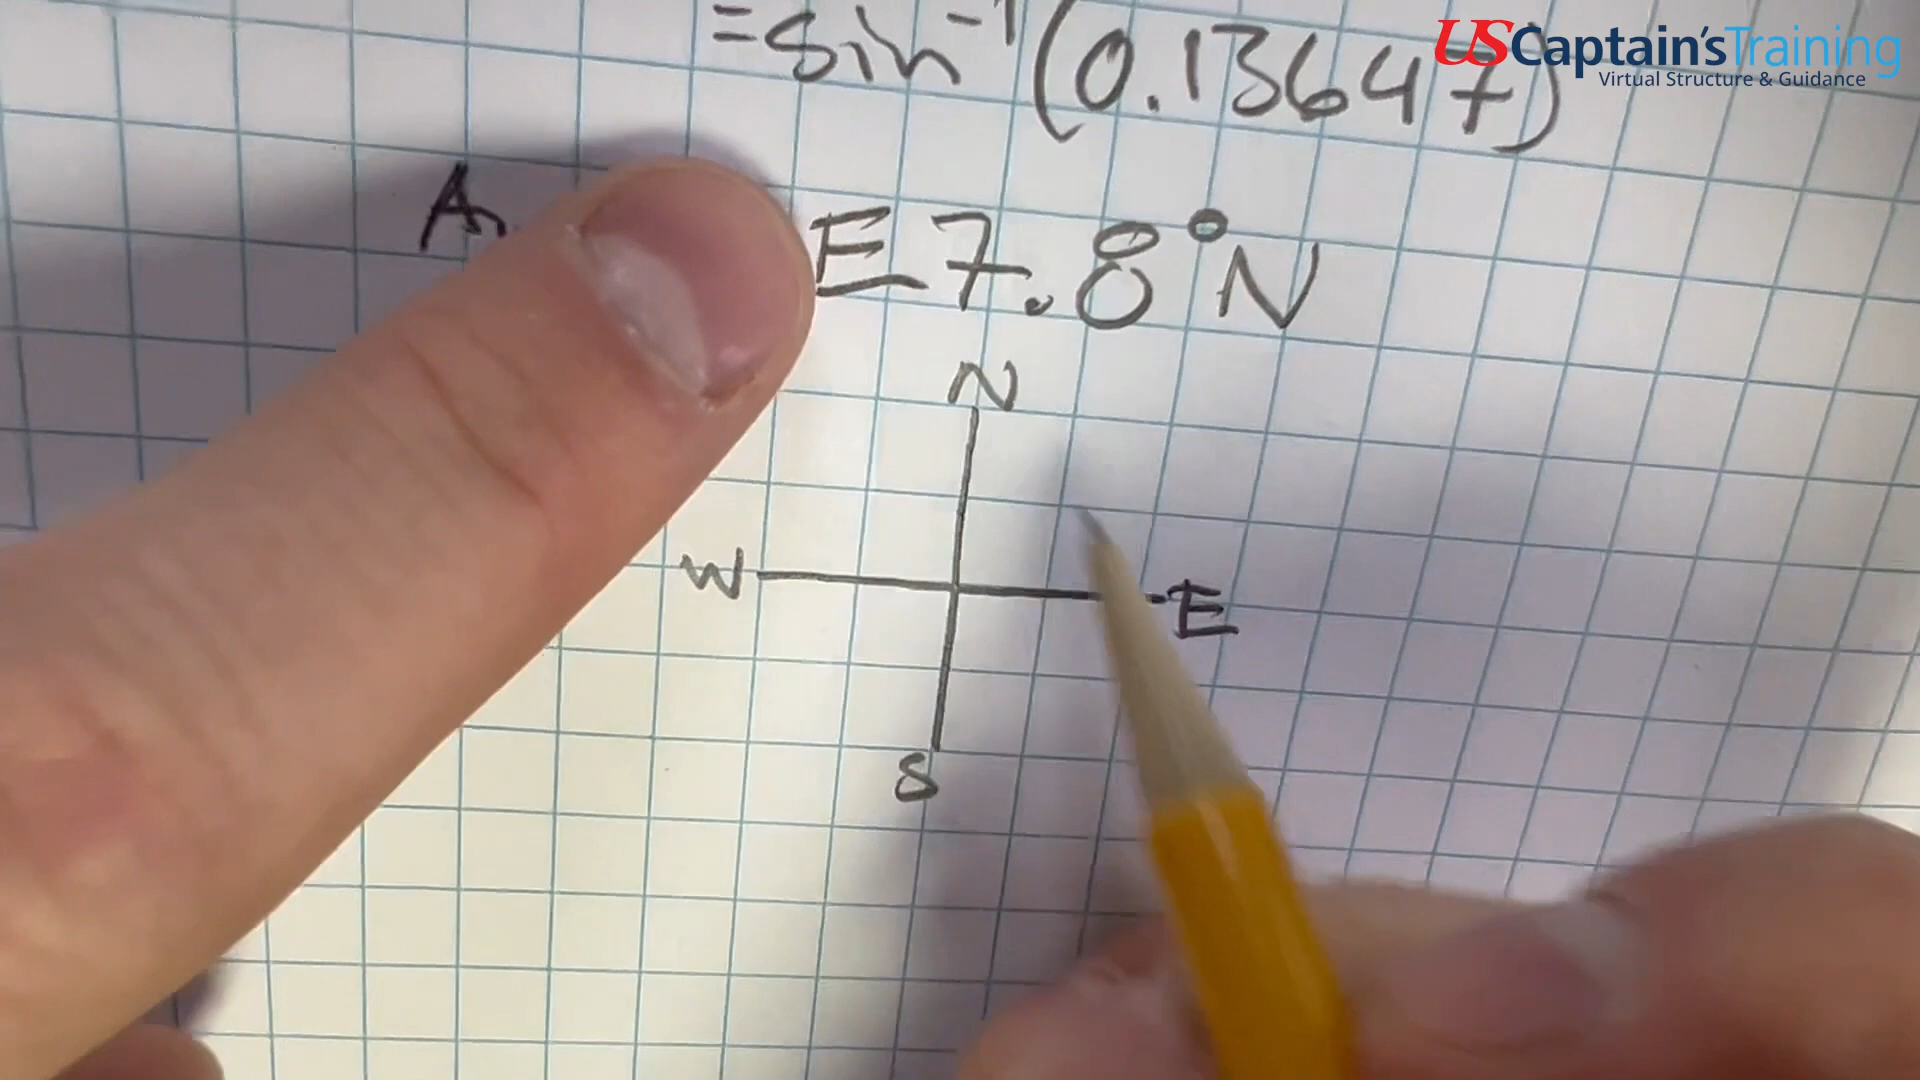 =sin⁻¹(0.13647)
USCaptain'sTraining
Virtual Structure & Guidance
E7.8°N
N
W
E
S